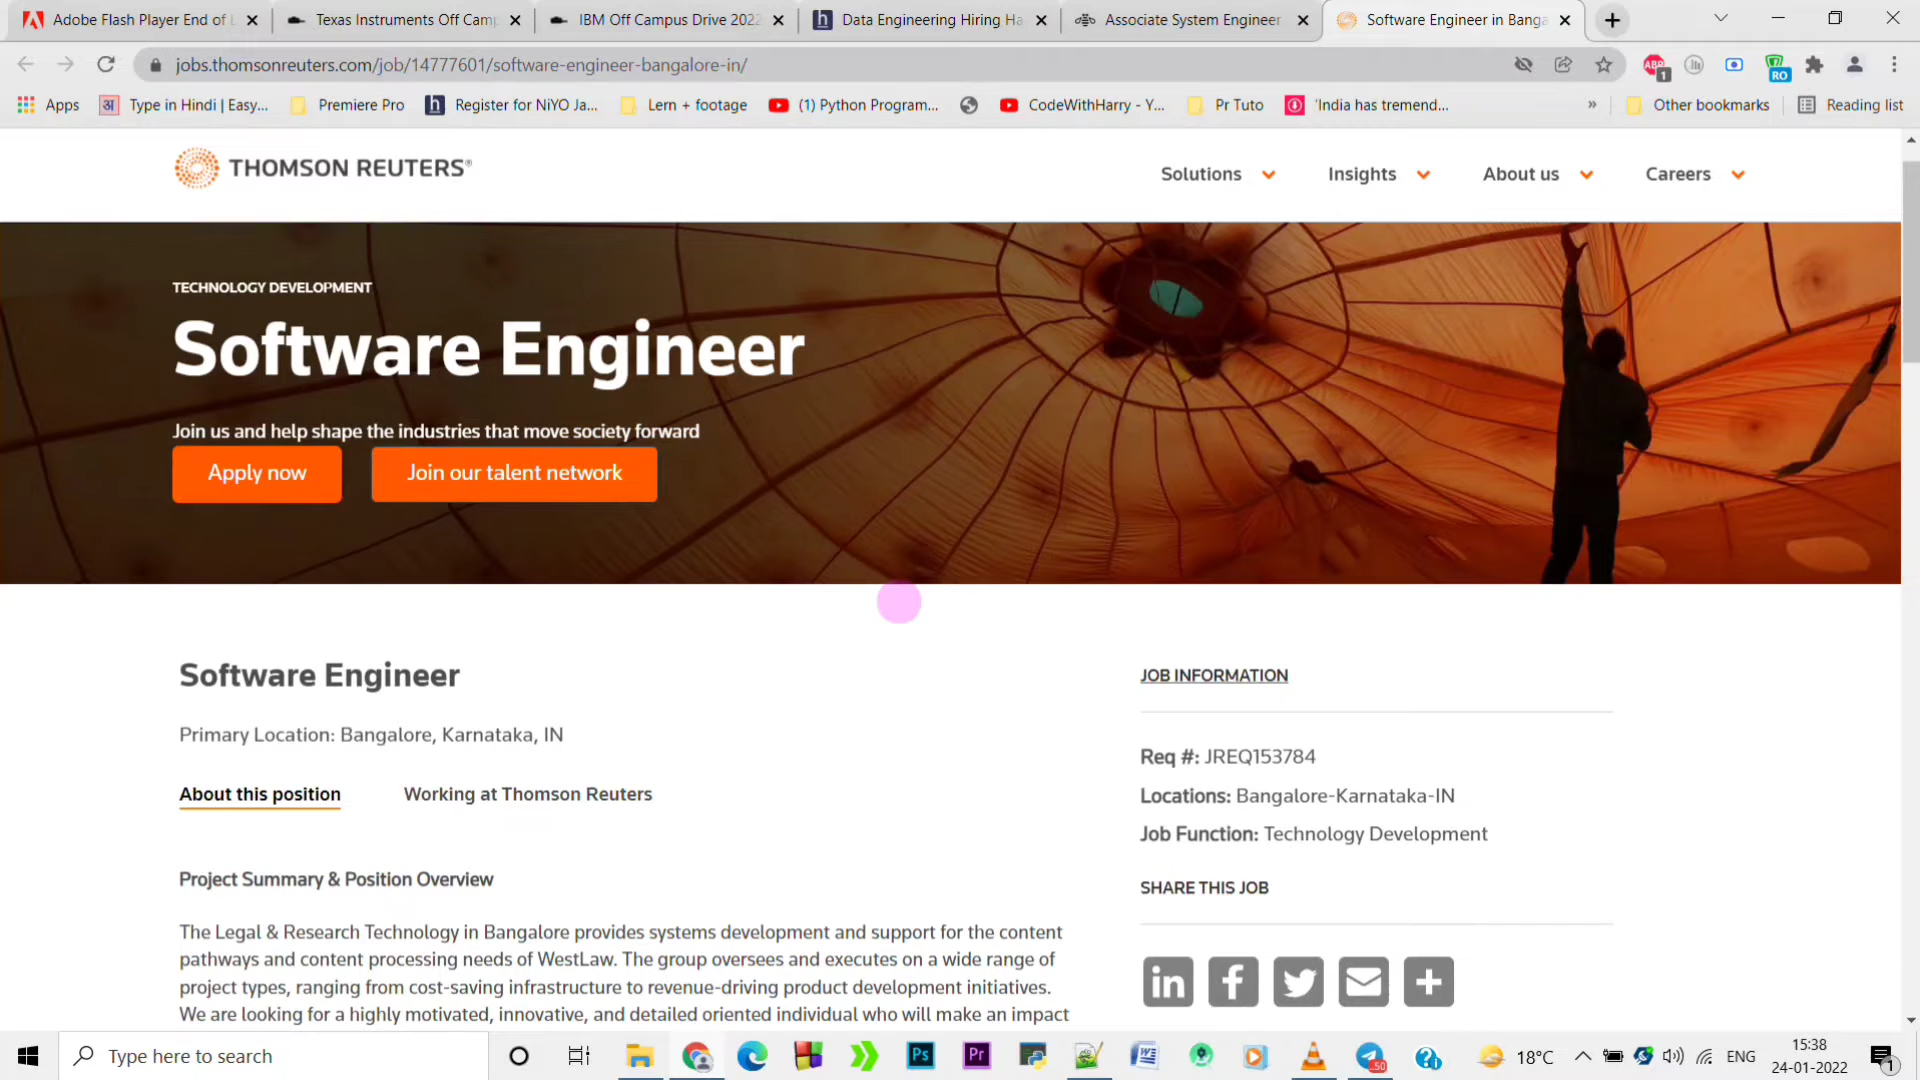 Adobe Flash Player End of L
Texas Instruments Off Camp
IBM Off Campus Drive 2022
Data Engineering Hiring Ha
Associate System Engineer
Software Engineer in Banga
jobs.thomsonreuters.com/job/14777601/software-engineer-bangalore-in/
ABP
1
RO
Apps
अ
Type in Hindi | Easy...
Premiere Pro
h
Register for NiYO Ja...
Lern + footage
(1) Python Program...
CodeWithHarry - Y...
Pr Tuto
'India has tremend...
»
Other bookmarks
Reading list
THOMSON REUTERS®
Solutions
Insights
About us
Careers
TECHNOLOGY DEVELOPMENT
Software Engineer
Join us and help shape the industries that move society forward
Apply now
Join our talent network
Software Engineer
Primary Location: Bangalore, Karnataka, IN
About this position
Working at Thomson Reuters
Project Summary & Position Overview
The Legal & Research Technology in Bangalore provides systems development and support for the content
pathways and content processing needs of WestLaw. The group oversees and executes on a wide range of
project types, ranging from cost-saving infrastructure to revenue-driving product development initiatives.
We are looking for a highly motivated, innovative, and detailed oriented individual who will make an impact
JOB INFORMATION
Req #: JREQ153784
Locations: Bangalore-Karnataka-IN
Job Function: Technology Development
SHARE THIS JOB
in
f
Type here to search
Ps
Pr
W
50
18°C
ENG
15:38
24-01-2022
1